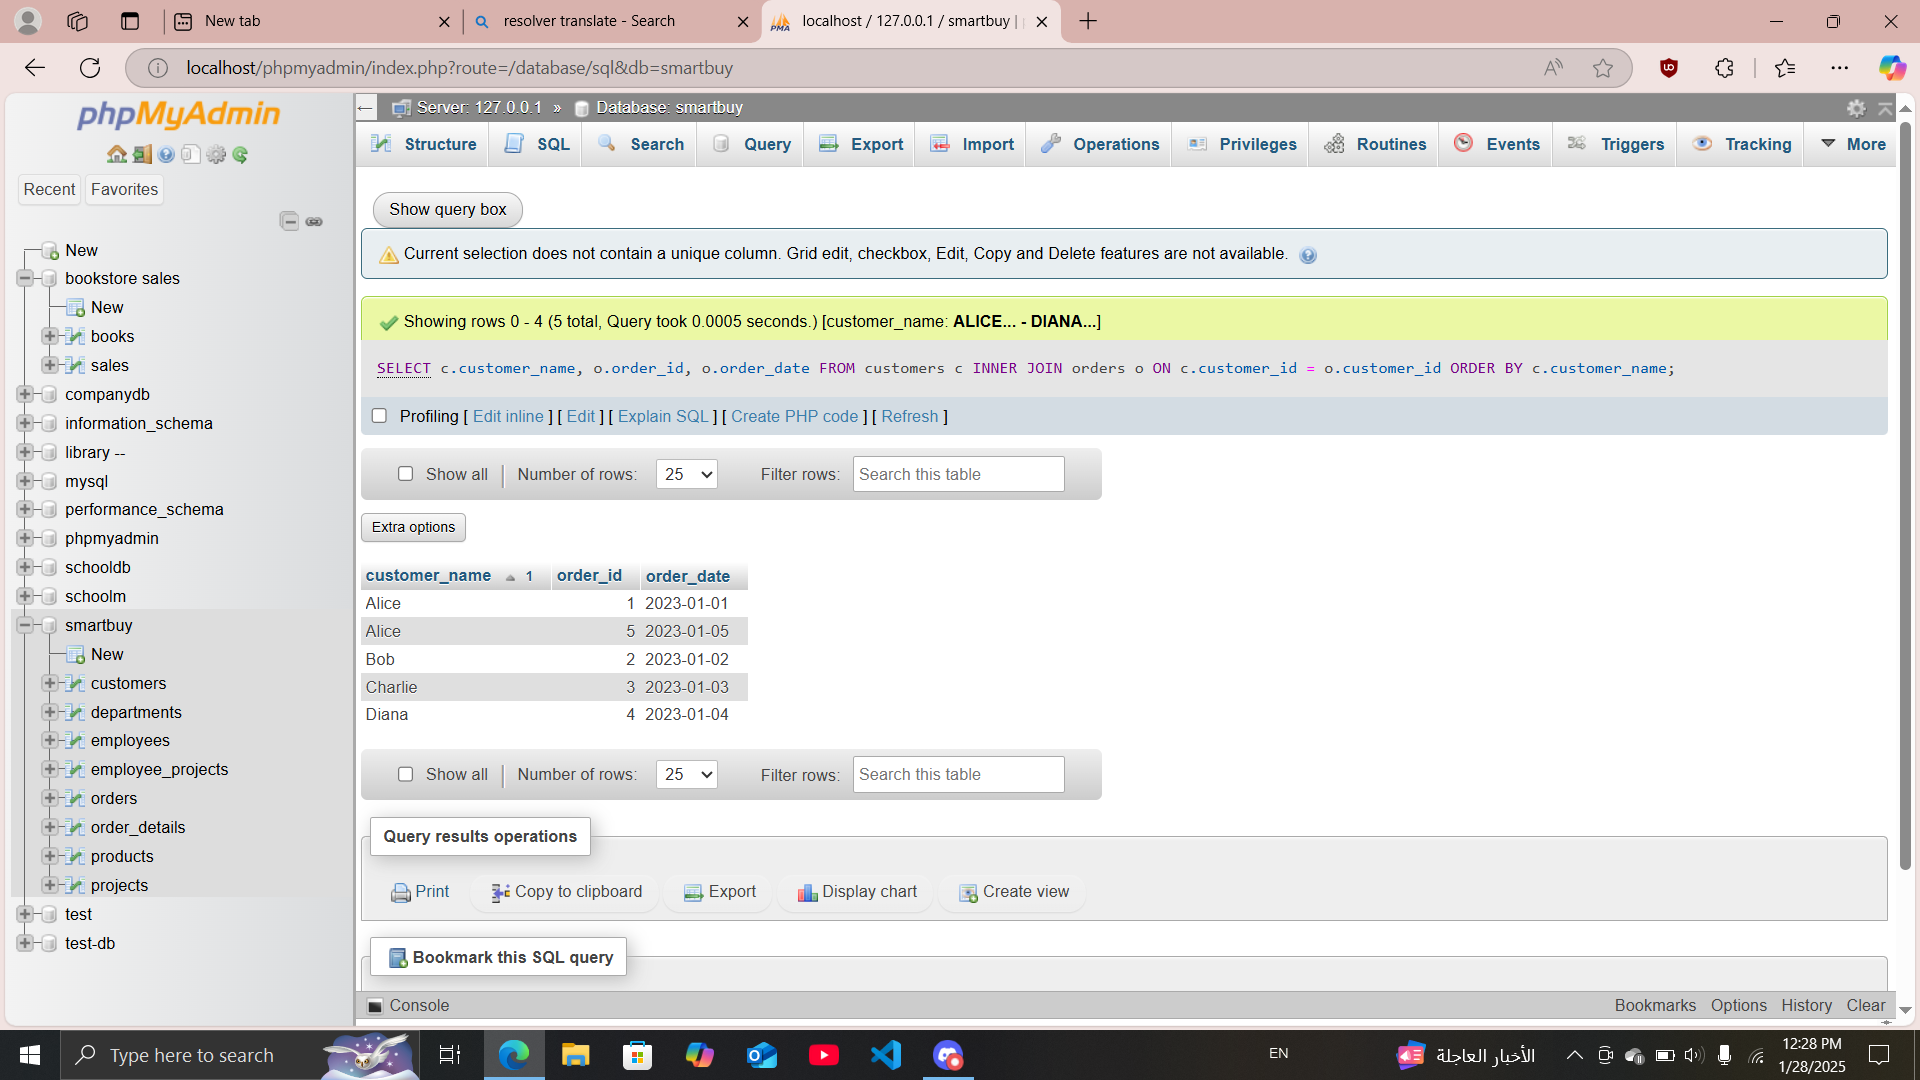 New tab
resolver translate - Search
localhost / 127.0.0.1 / smartbuy |
localhost/phpmyadmin/index.php?route=/database/sql&db=smartbuy
phpMyAdmin
Recent
Favorites
New
bookstore sales
New
books
sales
companydb
information_schema
library --
mysql
performance_schema
phpmyadmin
schooldb
schoolm
smartbuy
New
customers
departments
employees
employee_projects
orders
order_details
products
projects
test
test-db
Server: 127.0.0.1 » Database: smartbuy
Structure SQL Search Query Export Import Operations Privileges Routines Events Triggers Tracking More
Show query box
Current selection does not contain a unique column. Grid edit, checkbox, Edit, Copy and Delete features are not available.
Showing rows 0 - 4 (5 total, Query took 0.0005 seconds.) [customer_name: ALICE... - DIANA...]
SELECT c.customer_name, o.order_id, o.order_date FROM customers c INNER JOIN orders o ON c.customer_id = o.customer_id ORDER BY c.customer_name;
Profiling [ Edit inline ] [ Edit ] [ Explain SQL ] [ Create PHP code ] [ Refresh ]
Show all | Number of rows: 25 Filter rows: Search this table
Extra options
customer_name 1 order_id order_date
Alice 1 2023-01-01
Alice 5 2023-01-05
Bob 2 2023-01-02
Charlie 3 2023-01-03
Diana 4 2023-01-04
Show all | Number of rows: 25 Filter rows: Search this table
Query results operations
Print Copy to clipboard Export Display chart Create view
Bookmark this SQL query
Console Bookmarks Options History Clear
Type here to search
EN
الأخبار العاجلة
12:28 PM
1/28/2025